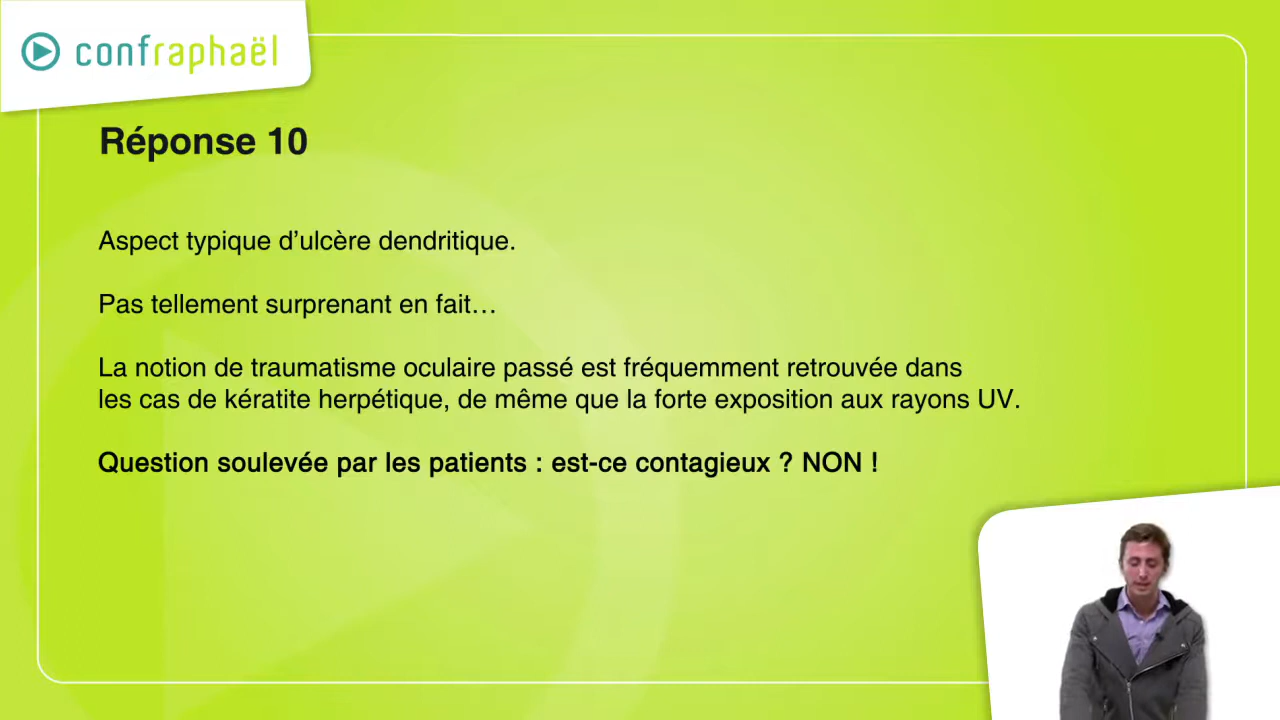 confraphaël
Réponse 10
Aspect typique d’ulcère dendritique.
Pas tellement surprenant en fait…
La notion de traumatisme oculaire passé est fréquemment retrouvée dans
les cas de kératite herpétique, de même que la forte exposition aux rayons UV.
Question soulevée par les patients : est-ce contagieux ? NON !